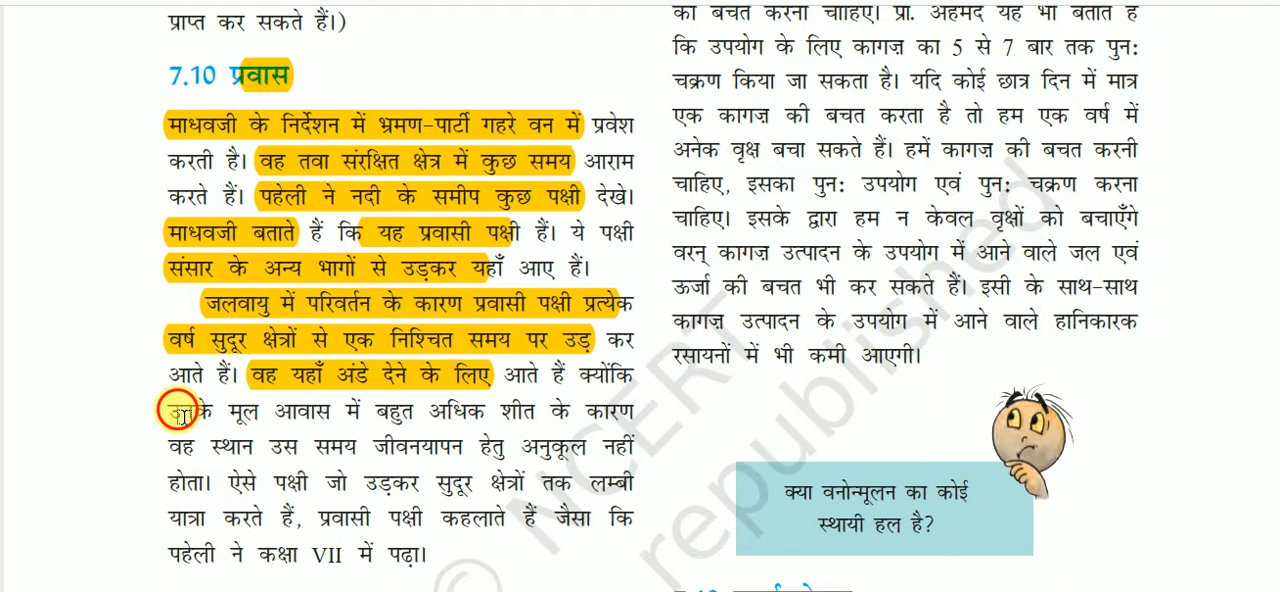 प्राप्त कर सकते हैं।)
7.10 प्रवास
माधवजी के निर्देशन में भ्रमण-पार्टी गहरे वन में प्रवेश
करती है। वह तवा संरक्षित क्षेत्र में कुछ समय आराम
करते हैं। पहेली ने नदी के समीप कुछ पक्षी देखे।
माधवजी बताते हैं कि यह प्रवासी पक्षी हैं। ये पक्षी
संसार के अन्य भागों से उड़कर यहाँ आए हैं।
जलवायु में परिवर्तन के कारण प्रवासी पक्षी प्रत्येक
वर्ष सुदूर क्षेत्रों से एक निश्चित समय पर उड़ कर
आते हैं। वह यहाँ अंडे देने के लिए आते हैं क्योंकि
उनके मूल आवास में बहुत अधिक शीत के कारण
वह स्थान उस समय जीवनयापन हेतु अनुकूल नहीं
होता। ऐसे पक्षी जो उड़कर सुदूर क्षेत्रों तक लम्बी
यात्रा करते हैं, प्रवासी पक्षी कहलाते हैं जैसा कि
पहेली ने कक्षा VII में पढ़ा।
की बचत करना चाहिए। प्रो. अहमद यह भी बताते हैं
कि उपयोग के लिए कागज़ का 5 से 7 बार तक पुन:
चक्रण किया जा सकता है। यदि कोई छात्र दिन में मात्र
एक कागज़ की बचत करता है तो हम एक वर्ष में
अनेक वृक्ष बचा सकते हैं। हमें कागज़ की बचत करनी
चाहिए, इसका पुन: उपयोग एवं पुन: चक्रण करना
चाहिए। इसके द्वारा हम न केवल वृक्षों को बचाएँगे
वरन् कागज़ उत्पादन के उपयोग में आने वाले जल एवं
ऊर्जा की बचत भी कर सकते हैं। इसी के साथ-साथ
कागज़ उत्पादन के उपयोग में आने वाले हानिकारक
रसायनों में भी कमी आएगी।
क्या वनोन्मूलन का कोई
स्थायी हल है?
© NCERT
republished